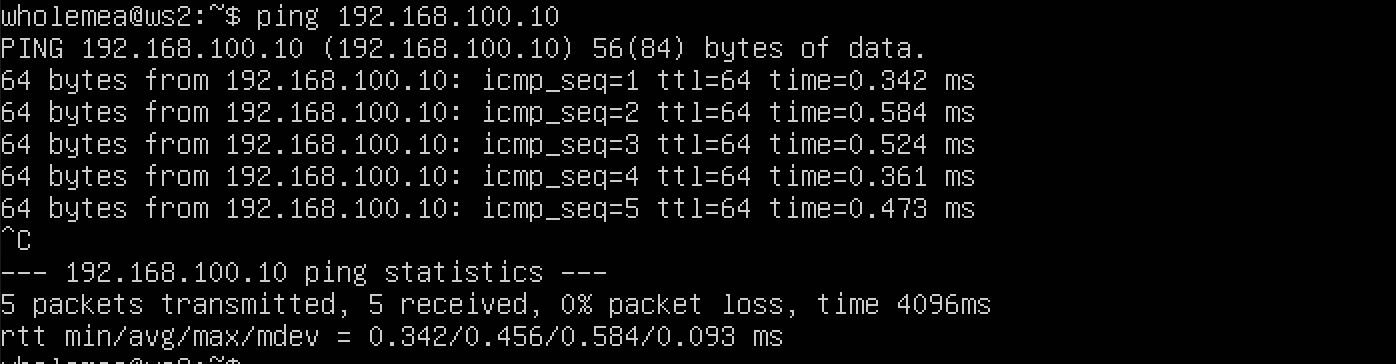 wholemea@ws2:~$ ping 192.168.100.10
PING 192.168.100.10 (192.168.100.10) 56(84) bytes of data.
64 bytes from 192.168.100.10: icmp_seq=1 ttl=64 time=0.342 ms
64 bytes from 192.168.100.10: icmp_seq=2 ttl=64 time=0.584 ms
64 bytes from 192.168.100.10: icmp_seq=3 ttl=64 time=0.524 ms
64 bytes from 192.168.100.10: icmp_seq=4 ttl=64 time=0.361 ms
64 bytes from 192.168.100.10: icmp_seq=5 ttl=64 time=0.473 ms
^C
--- 192.168.100.10 ping statistics ---
5 packets transmitted, 5 received, 0% packet loss, time 4096ms
rtt min/avg/max/mdev = 0.342/0.456/0.584/0.093 ms
wholemea@ws2:~$